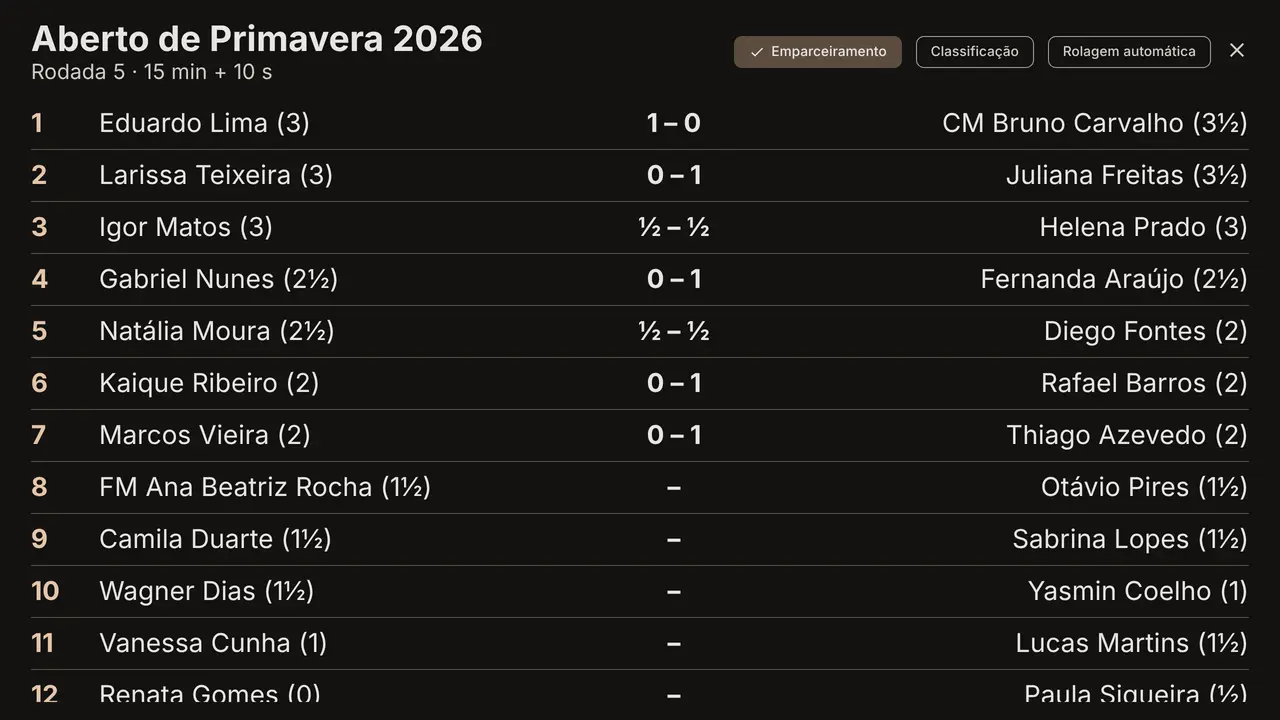 Aberto de Primavera 2026
Rodada 5 · 15 min + 10 s
Emparceiramento
Classificação
Rolagem automática
1 Eduardo Lima (3) 1 – 0 CM Bruno Carvalho (3½)
2 Larissa Teixeira (3) 0 – 1 Juliana Freitas (3½)
3 Igor Matos (3) ½ – ½ Helena Prado (3)
4 Gabriel Nunes (2½) 0 – 1 Fernanda Araújo (2½)
5 Natália Moura (2½) ½ – ½ Diego Fontes (2)
6 Kaique Ribeiro (2) 0 – 1 Rafael Barros (2)
7 Marcos Vieira (2) 0 – 1 Thiago Azevedo (2)
8 FM Ana Beatriz Rocha (1½) – Otávio Pires (1½)
9 Camila Duarte (1½) – Sabrina Lopes (1½)
10 Wagner Dias (1½) – Yasmin Coelho (1)
11 Vanessa Cunha (1) – Lucas Martins (1½)
12 Renata Gomes (0) – Paula Siqueira (½)